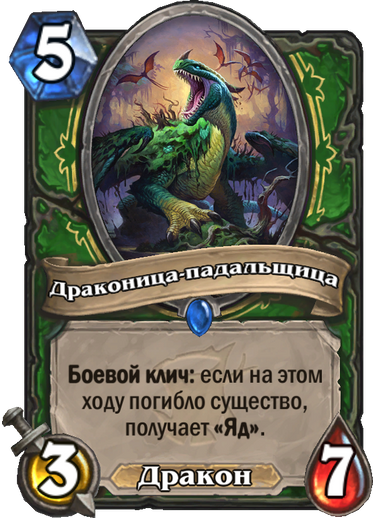 5
Драконица-падальщица
Боевой клич: если на этом
ходу погибло существо,
получает «Яд».
3
Дракон
7